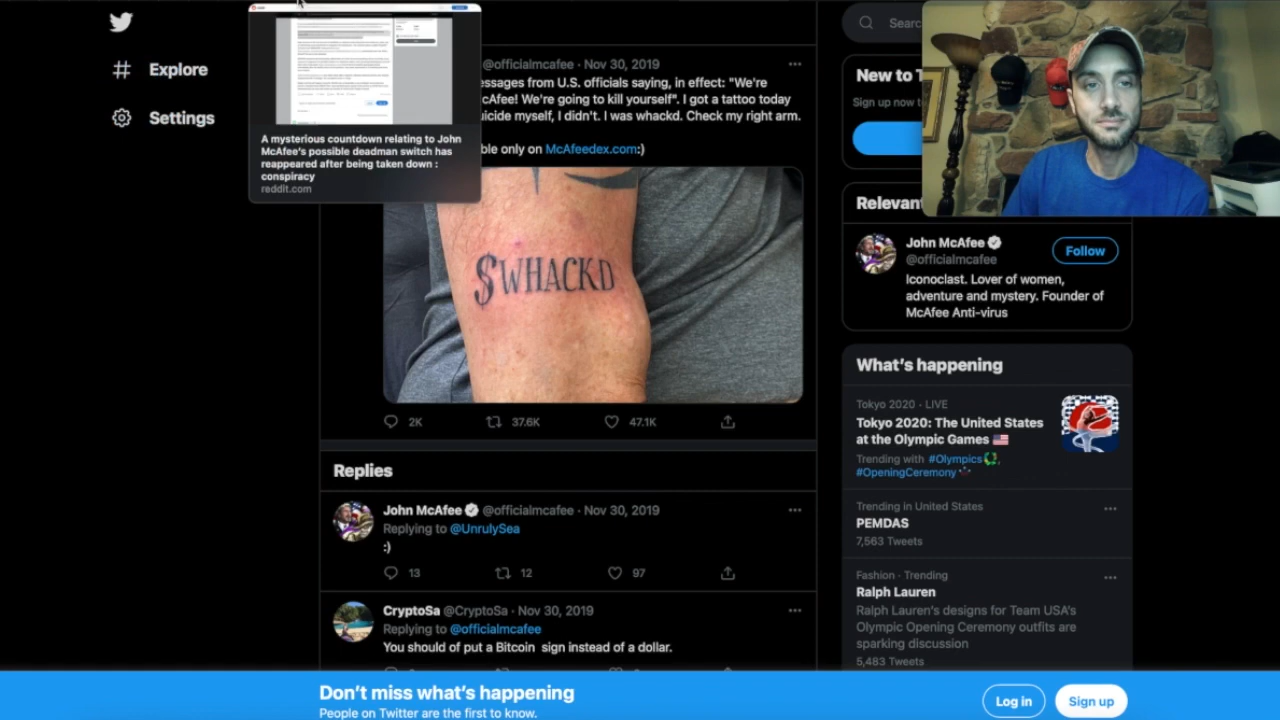 Explore
Settings
A mysterious countdown relating to John
McAfee's possible deadman switch has
reappeared after being taken down :
conspiracy
reddit.com
@officialmcafee · Nov 30, 2019
essages from U.S. officials saying, in effect: "We're
cAfee! We're going to kill yourself". I got a tattoo today
uicide myself, I didn't. I was whackd. Check my right arm.
ble only on McAfeedex.com:)
$WHACKD
2K 37.6K 47.1K
Replies
John McAfee @officialmcafee · Nov 30, 2019
Replying to @UnrulySea
:)
13 12 97
CryptoSa @CryptoSa · Nov 30, 2019
Replying to @officialmcafee
You should of put a Bitcoin sign instead of a dollar.
Searc
New to T
Sign up now to
Relevan
John McAfee
@officialmcafee
Follow
Iconoclast. Lover of women,
adventure and mystery. Founder of
McAfee Anti-virus
What's happening
Tokyo 2020 · LIVE
Tokyo 2020: The United States
at the Olympic Games
Trending with #Olympics,
#OpeningCeremony
Trending in United States
PEMDAS
7,563 Tweets
Fashion · Trending
Ralph Lauren
Ralph Lauren's designs for Team USA's
Olympic Opening Ceremony outfits are
sparking discussion
5,483 Tweets
Don't miss what's happening
People on Twitter are the first to know.
Log in
Sign up